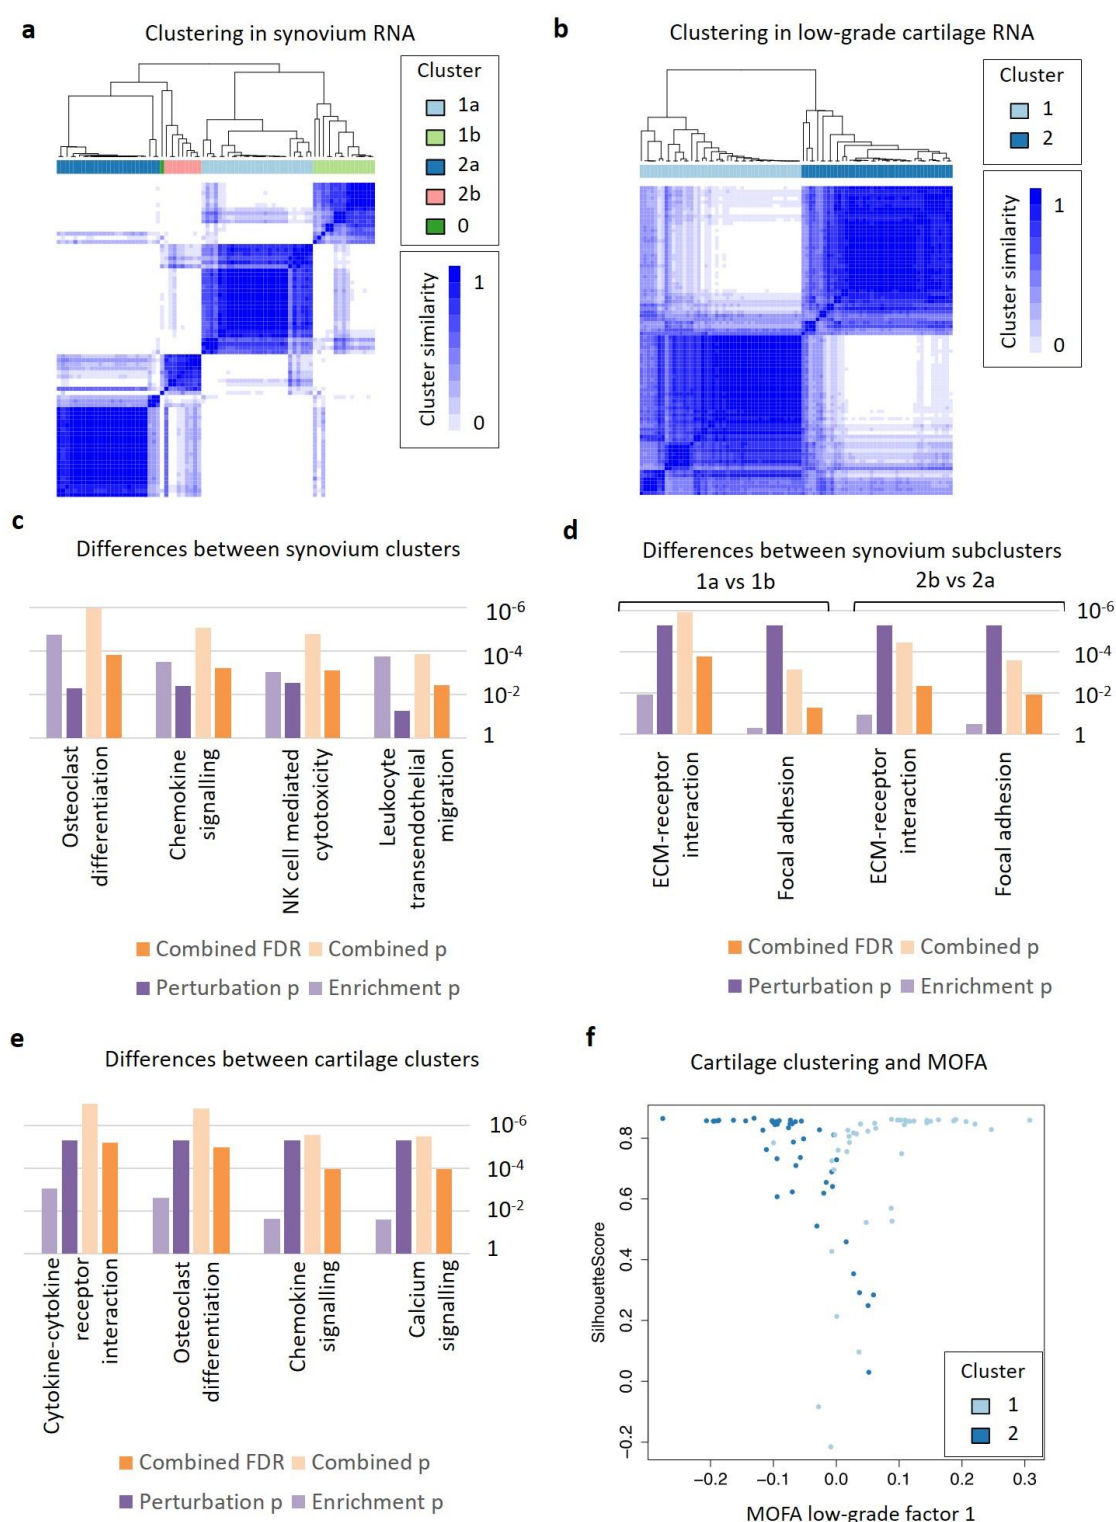 a
Clustering in synovium RNA
Cluster
1a
1b
2a
2b
0
Cluster similarity
1
0
b
Clustering in low-grade cartilage RNA
Cluster
1
2
Cluster similarity
1
0
c
Differences between synovium clusters
10-6
10-4
10-2
1
Osteoclast
differentiation
Chemokine
signalling
NK cell mediated
cytotoxicity
Leukocyte
transendothelial
migration
Combined FDR Combined p
Perturbation p Enrichment p
d
Differences between synovium subclusters
1a vs 1b 2b vs 2a
10-6
10-4
10-2
1
ECM-receptor
interaction
Focal adhesion
ECM-receptor
interaction
Focal adhesion
Combined FDR Combined p
Perturbation p Enrichment p
e
Differences between cartilage clusters
10-6
10-4
10-2
1
Cytokine-cytokine
receptor
interaction
Osteoclast
differentiation
Chemokine
signalling
Calcium
signalling
Combined FDR Combined p
Perturbation p Enrichment p
f
Cartilage clustering and MOFA
SilhouetteScore
0.8
0.6
0.4
0.2
0.0
−0.2
Cluster
1
2
−0.2 −0.1 0.0 0.1 0.2 0.3
MOFA low-grade factor 1